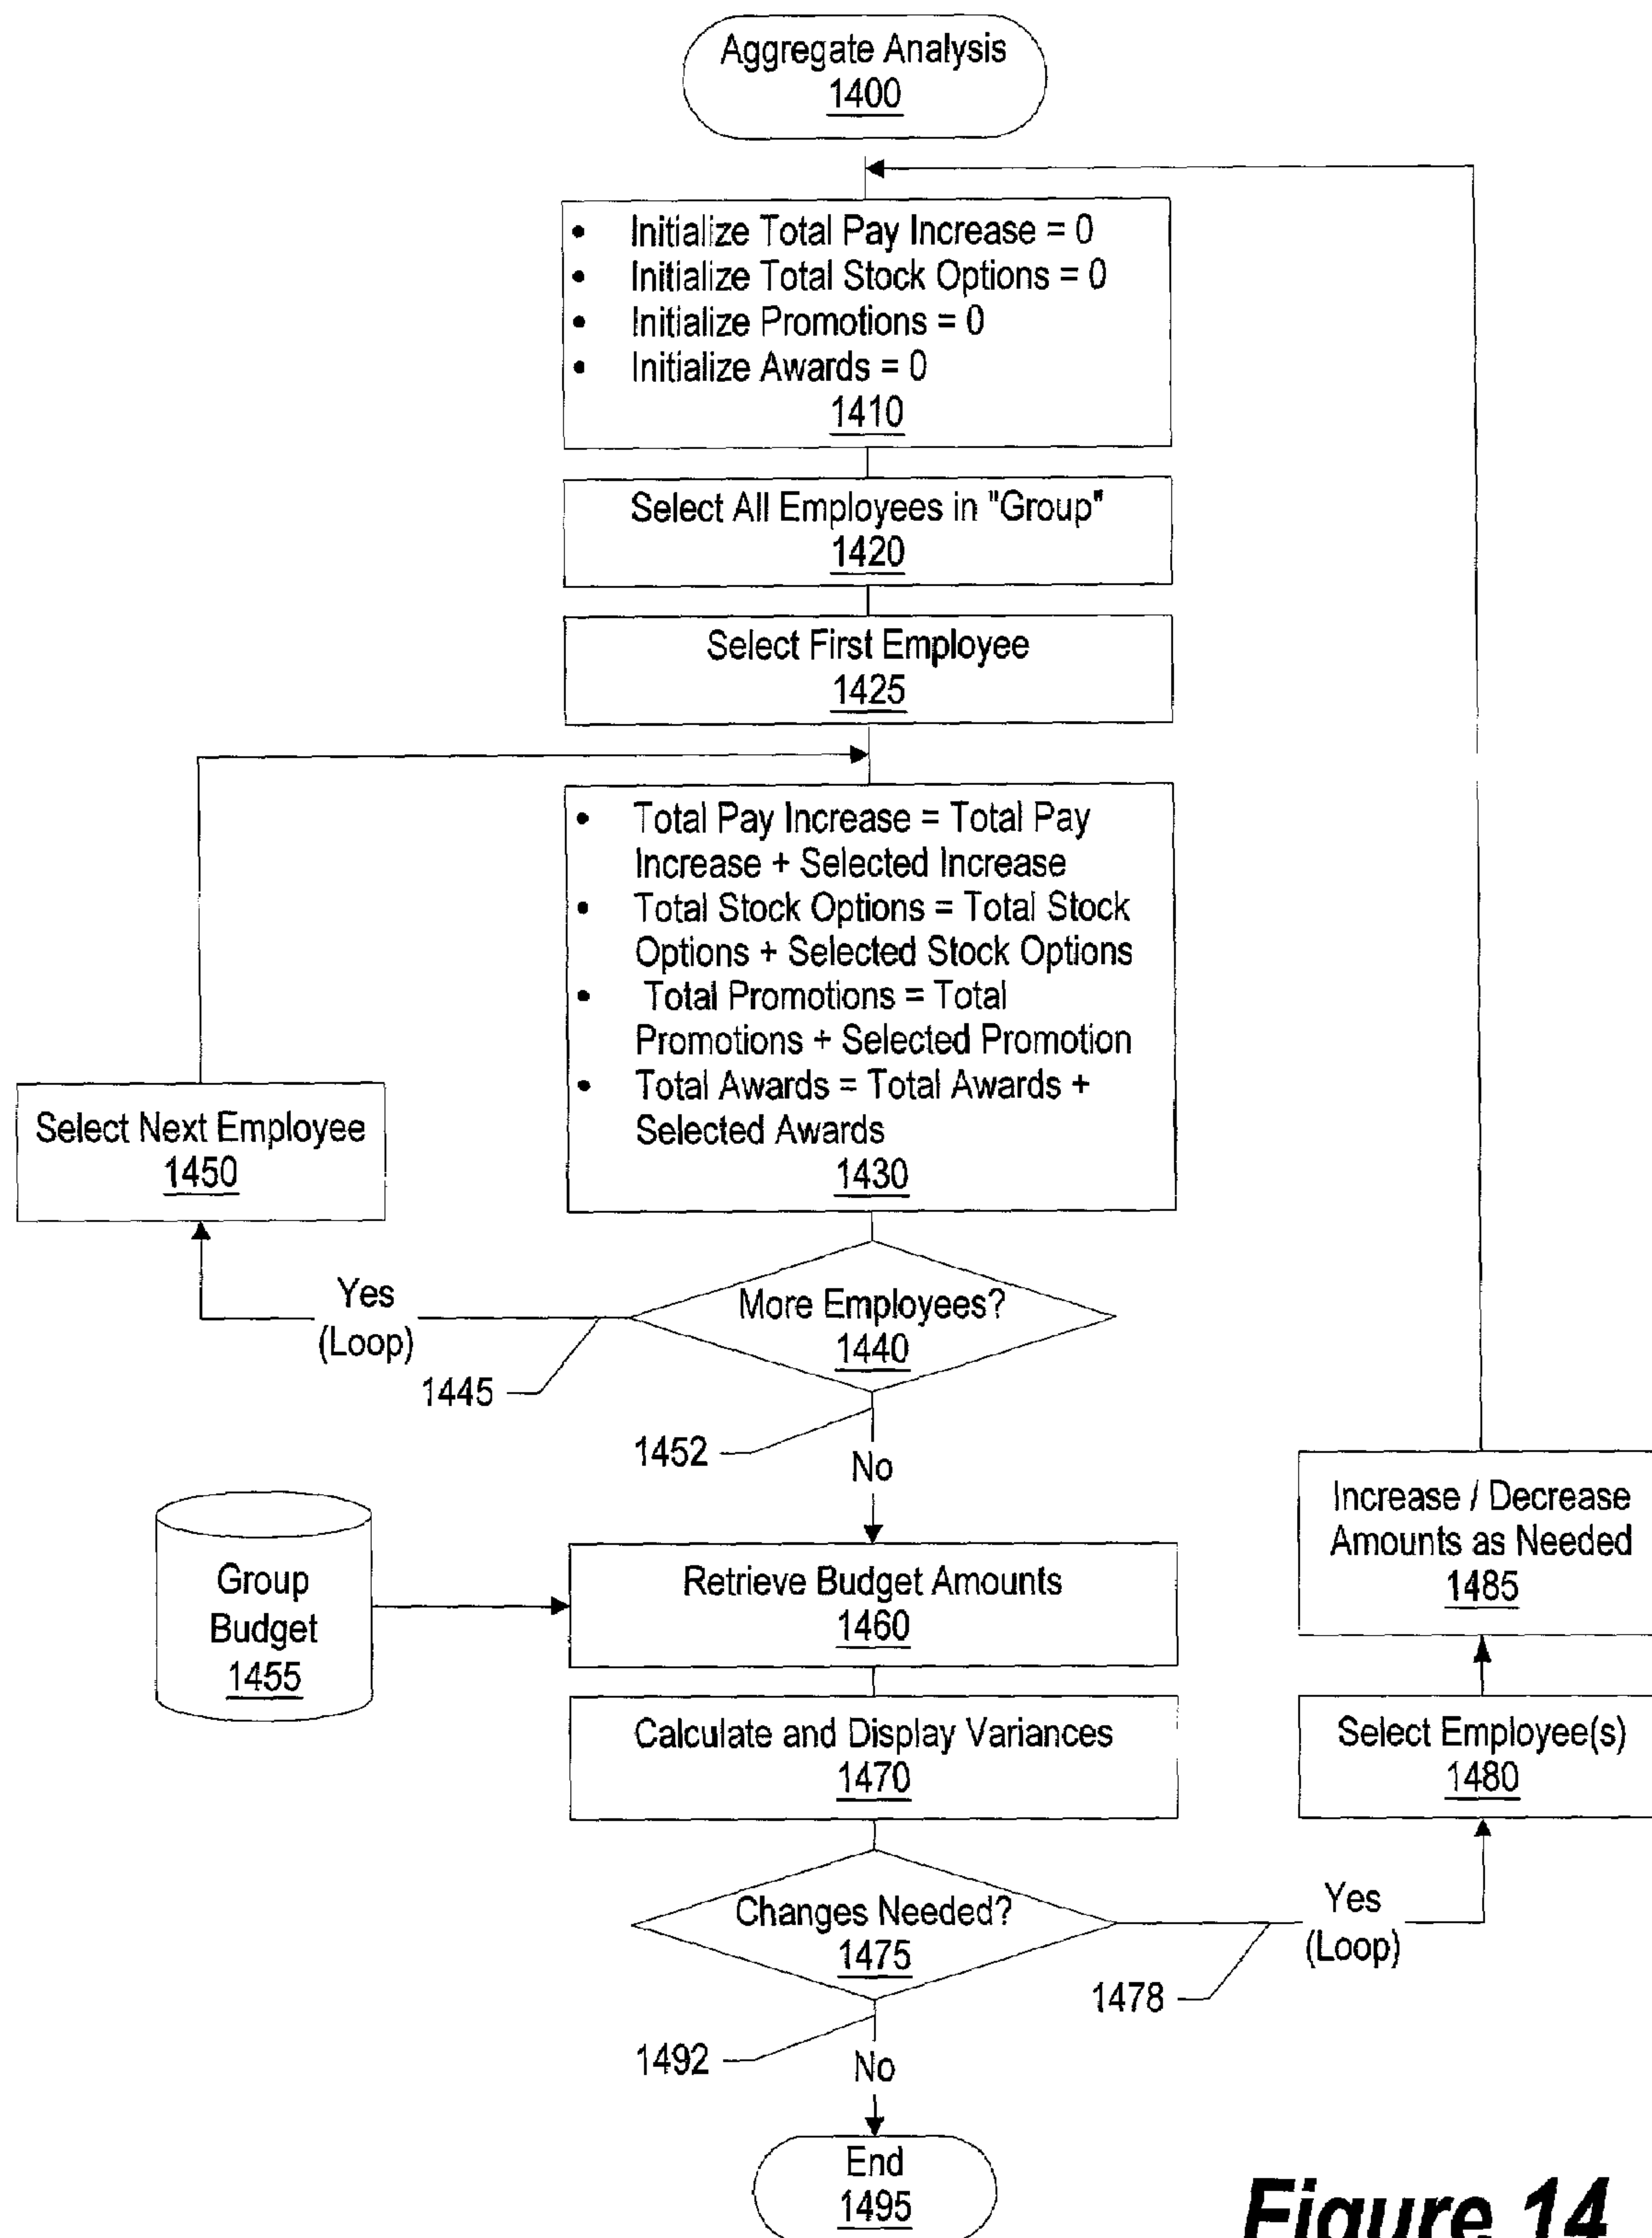 Aggregate Analysis
1400
• Initialize Total Pay Increase = 0
• Initialize Total Stock Options = 0
• Initialize Promotions = 0
• Initialize Awards = 0
1410
Select All Employees in "Group"
1420
Select First Employee
1425
• Total Pay Increase = Total Pay
Increase + Selected Increase
• Total Stock Options = Total Stock
Options + Selected Stock Options
• Total Promotions = Total
Promotions + Selected Promotion
• Total Awards = Total Awards +
Selected Awards
1430
Select Next Employee
1450
Yes
(Loop)
1445
More Employees?
1440
1452
No
Group
Budget
1455
Retrieve Budget Amounts
1460
Increase / Decrease
Amounts as Needed
1485
Calculate and Display Variances
1470
Select Employee(s)
1480
Changes Needed?
1475
Yes
(Loop)
1478
1492
No
End
1495
Figure 14